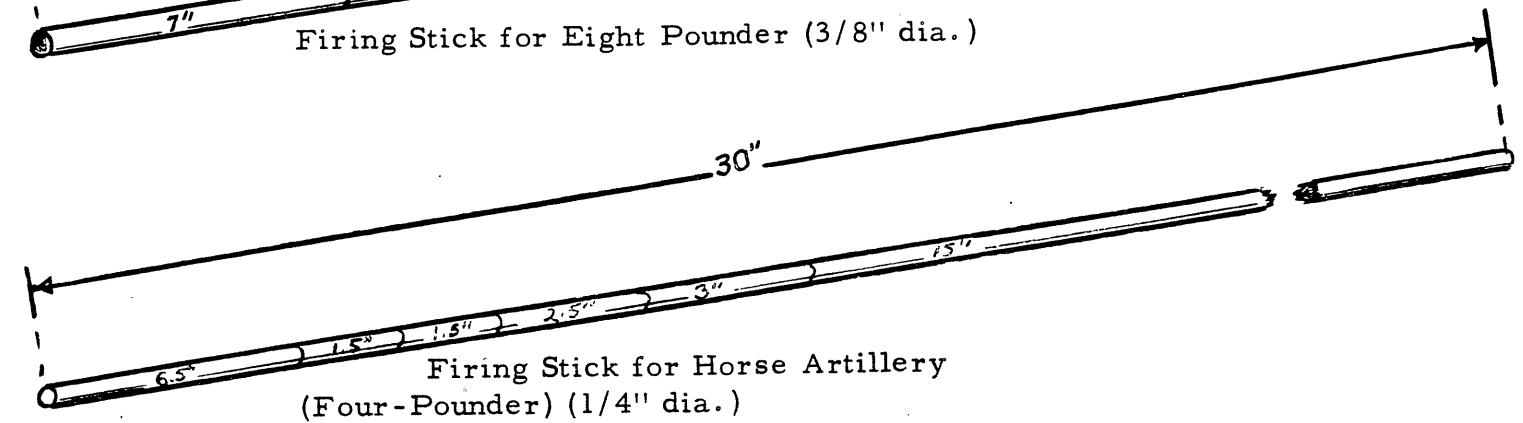 7"
Firing Stick for Eight Pounder (3/8" dia.)
30"
15"
3"
2.5"
1.5"
1.5"
6.5"
Firing Stick for Horse Artillery
(Four-Pounder) (1/4" dia.)